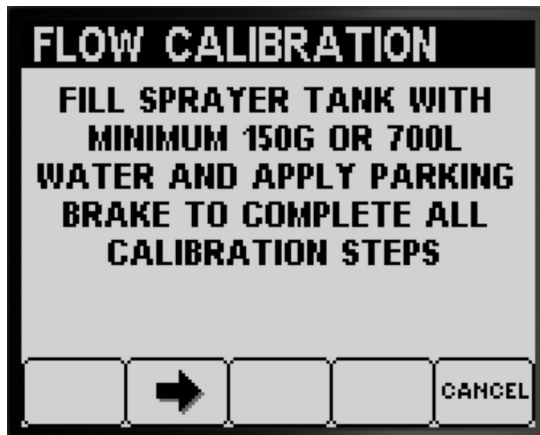 FLOW CALIBRATION
FILL SPRAYER TANK WITH
MINIMUM 150G OR 700L
WATER AND APPLY PARKING
BRAKE TO COMPLETE ALL
CALIBRATION STEPS
CANCEL